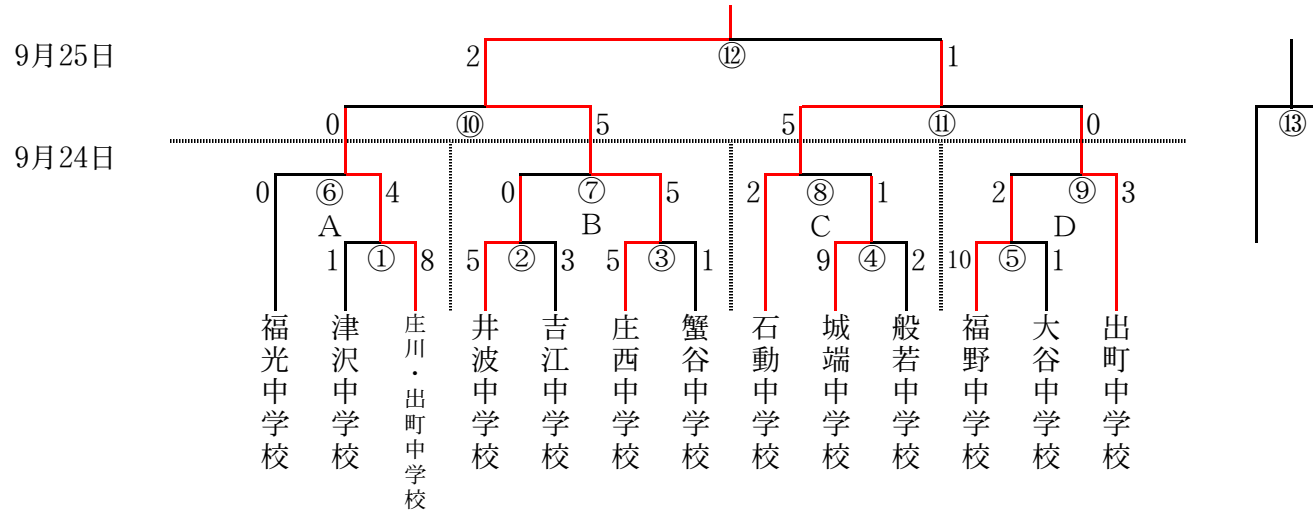 ⑫
9月25日
2
1
0
⑩
5
5
⑪
0
⑬
9月24日
0
⑥
4
0
⑦
5
2
⑧
1
2
⑨
3
A
B
C
D
1
①
8
5
②
3
5
③
1
9
④
2
10
⑤
1
福光中学校
津沢中学校
庄川・出町中学校
井波中学校
吉江中学校
庄西中学校
蟹谷中学校
石動中学校
城端中学校
般若中学校
福野中学校
大谷中学校
出町中学校